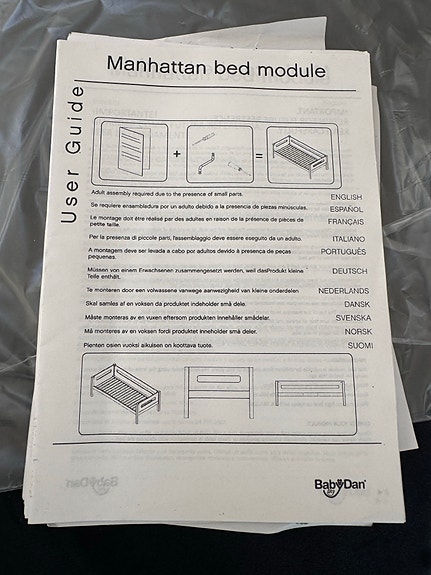 Manhattan bed module
User Guide
Adult assembly required due to the presence of small parts. ENGLISH
Se requiere ensambladura por un adulto debido a la presencia de piezas minúsculas. ESPAÑOL
Le montage doit être réalisé par des adultes en raison de la présence de pièces de FRANÇAIS
petite taille.
Per la presenza di piccole parti, l'assemblaggio deve essere eseguito da un adulto. ITALIANO
A montagem deve ser levada a cabo por adultos devido à presença de peças PORTUGUÊS
pequenas.
Müssen von einem Erwachsenen zusammengesetzt werden, weil dasProdukt kleine DEUTSCH
Teile enthält.
Te monteren door een volwassene vanwege aanwezigheid van kleine onderdelen NEDERLANDS
Skal samles af en voksen da produktet indeholder små dele. DANSK
Måste monteras av en vuxen eftersom produkten innehåller smådelar. SVENSKA
Må monteres av en voksen fordi produktet inneholder små deler. NORSK
Pienten osien vuoksi aikuisen on koottava tuote. SUOMI
BabyDan